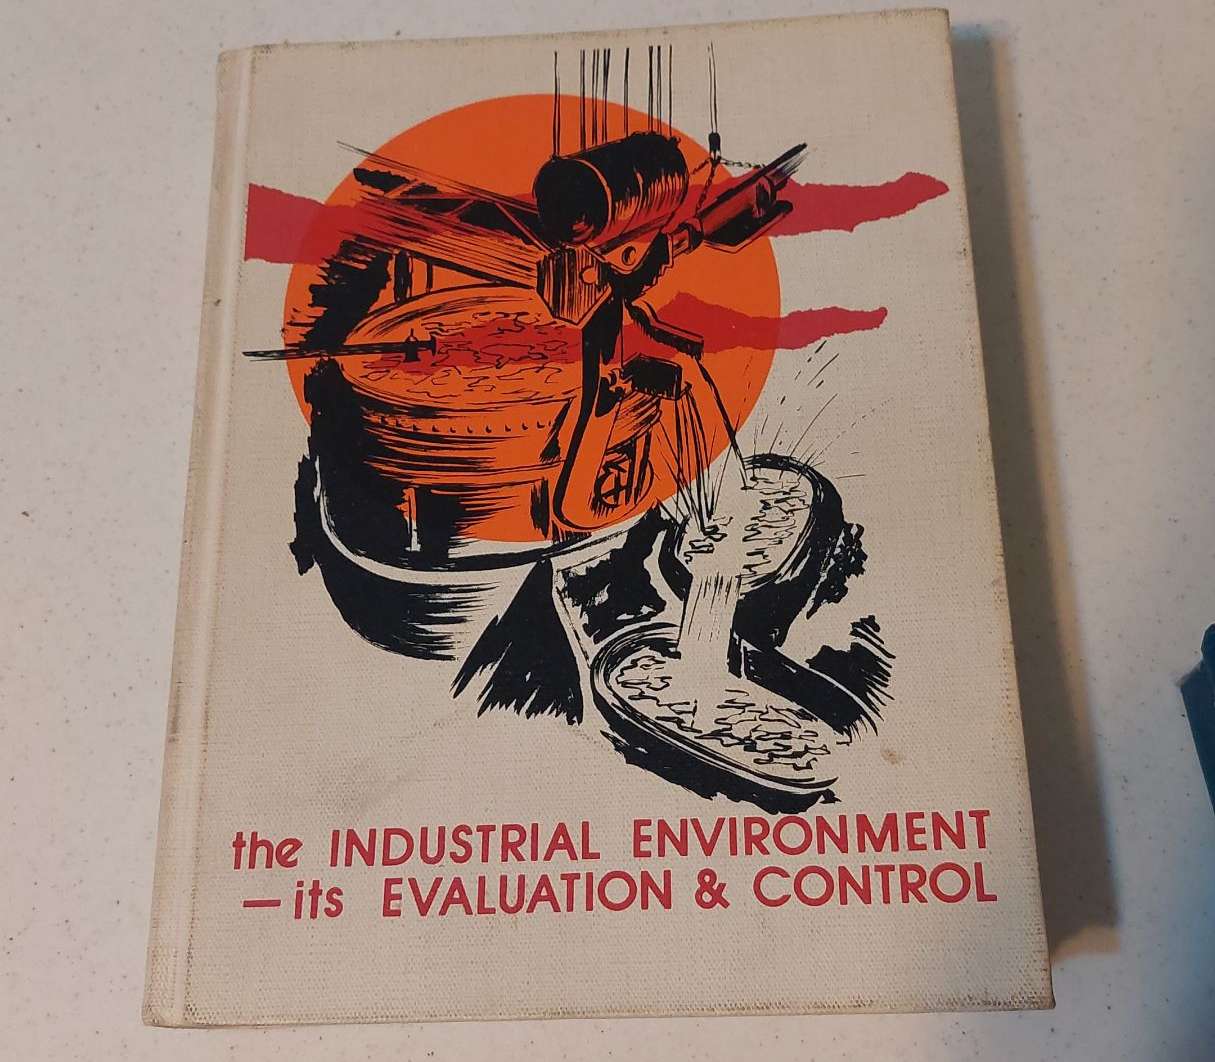 the INDUSTRIAL ENVIRONMENT
—its EVALUATION & CONTROL